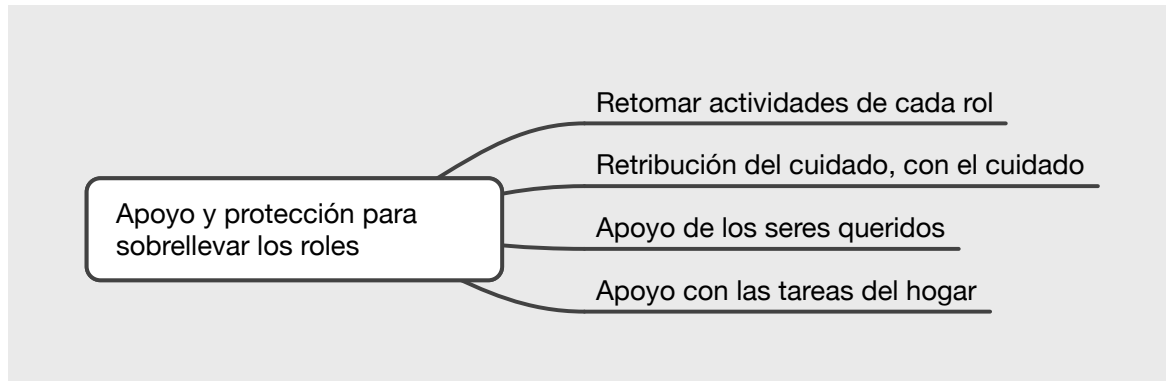 Retomar actividades de cada rol
Retribución del cuidado, con el cuidado
Apoyo y protección para
sobrellevar los roles
Apoyo de los seres queridos
Apoyo con las tareas del hogar